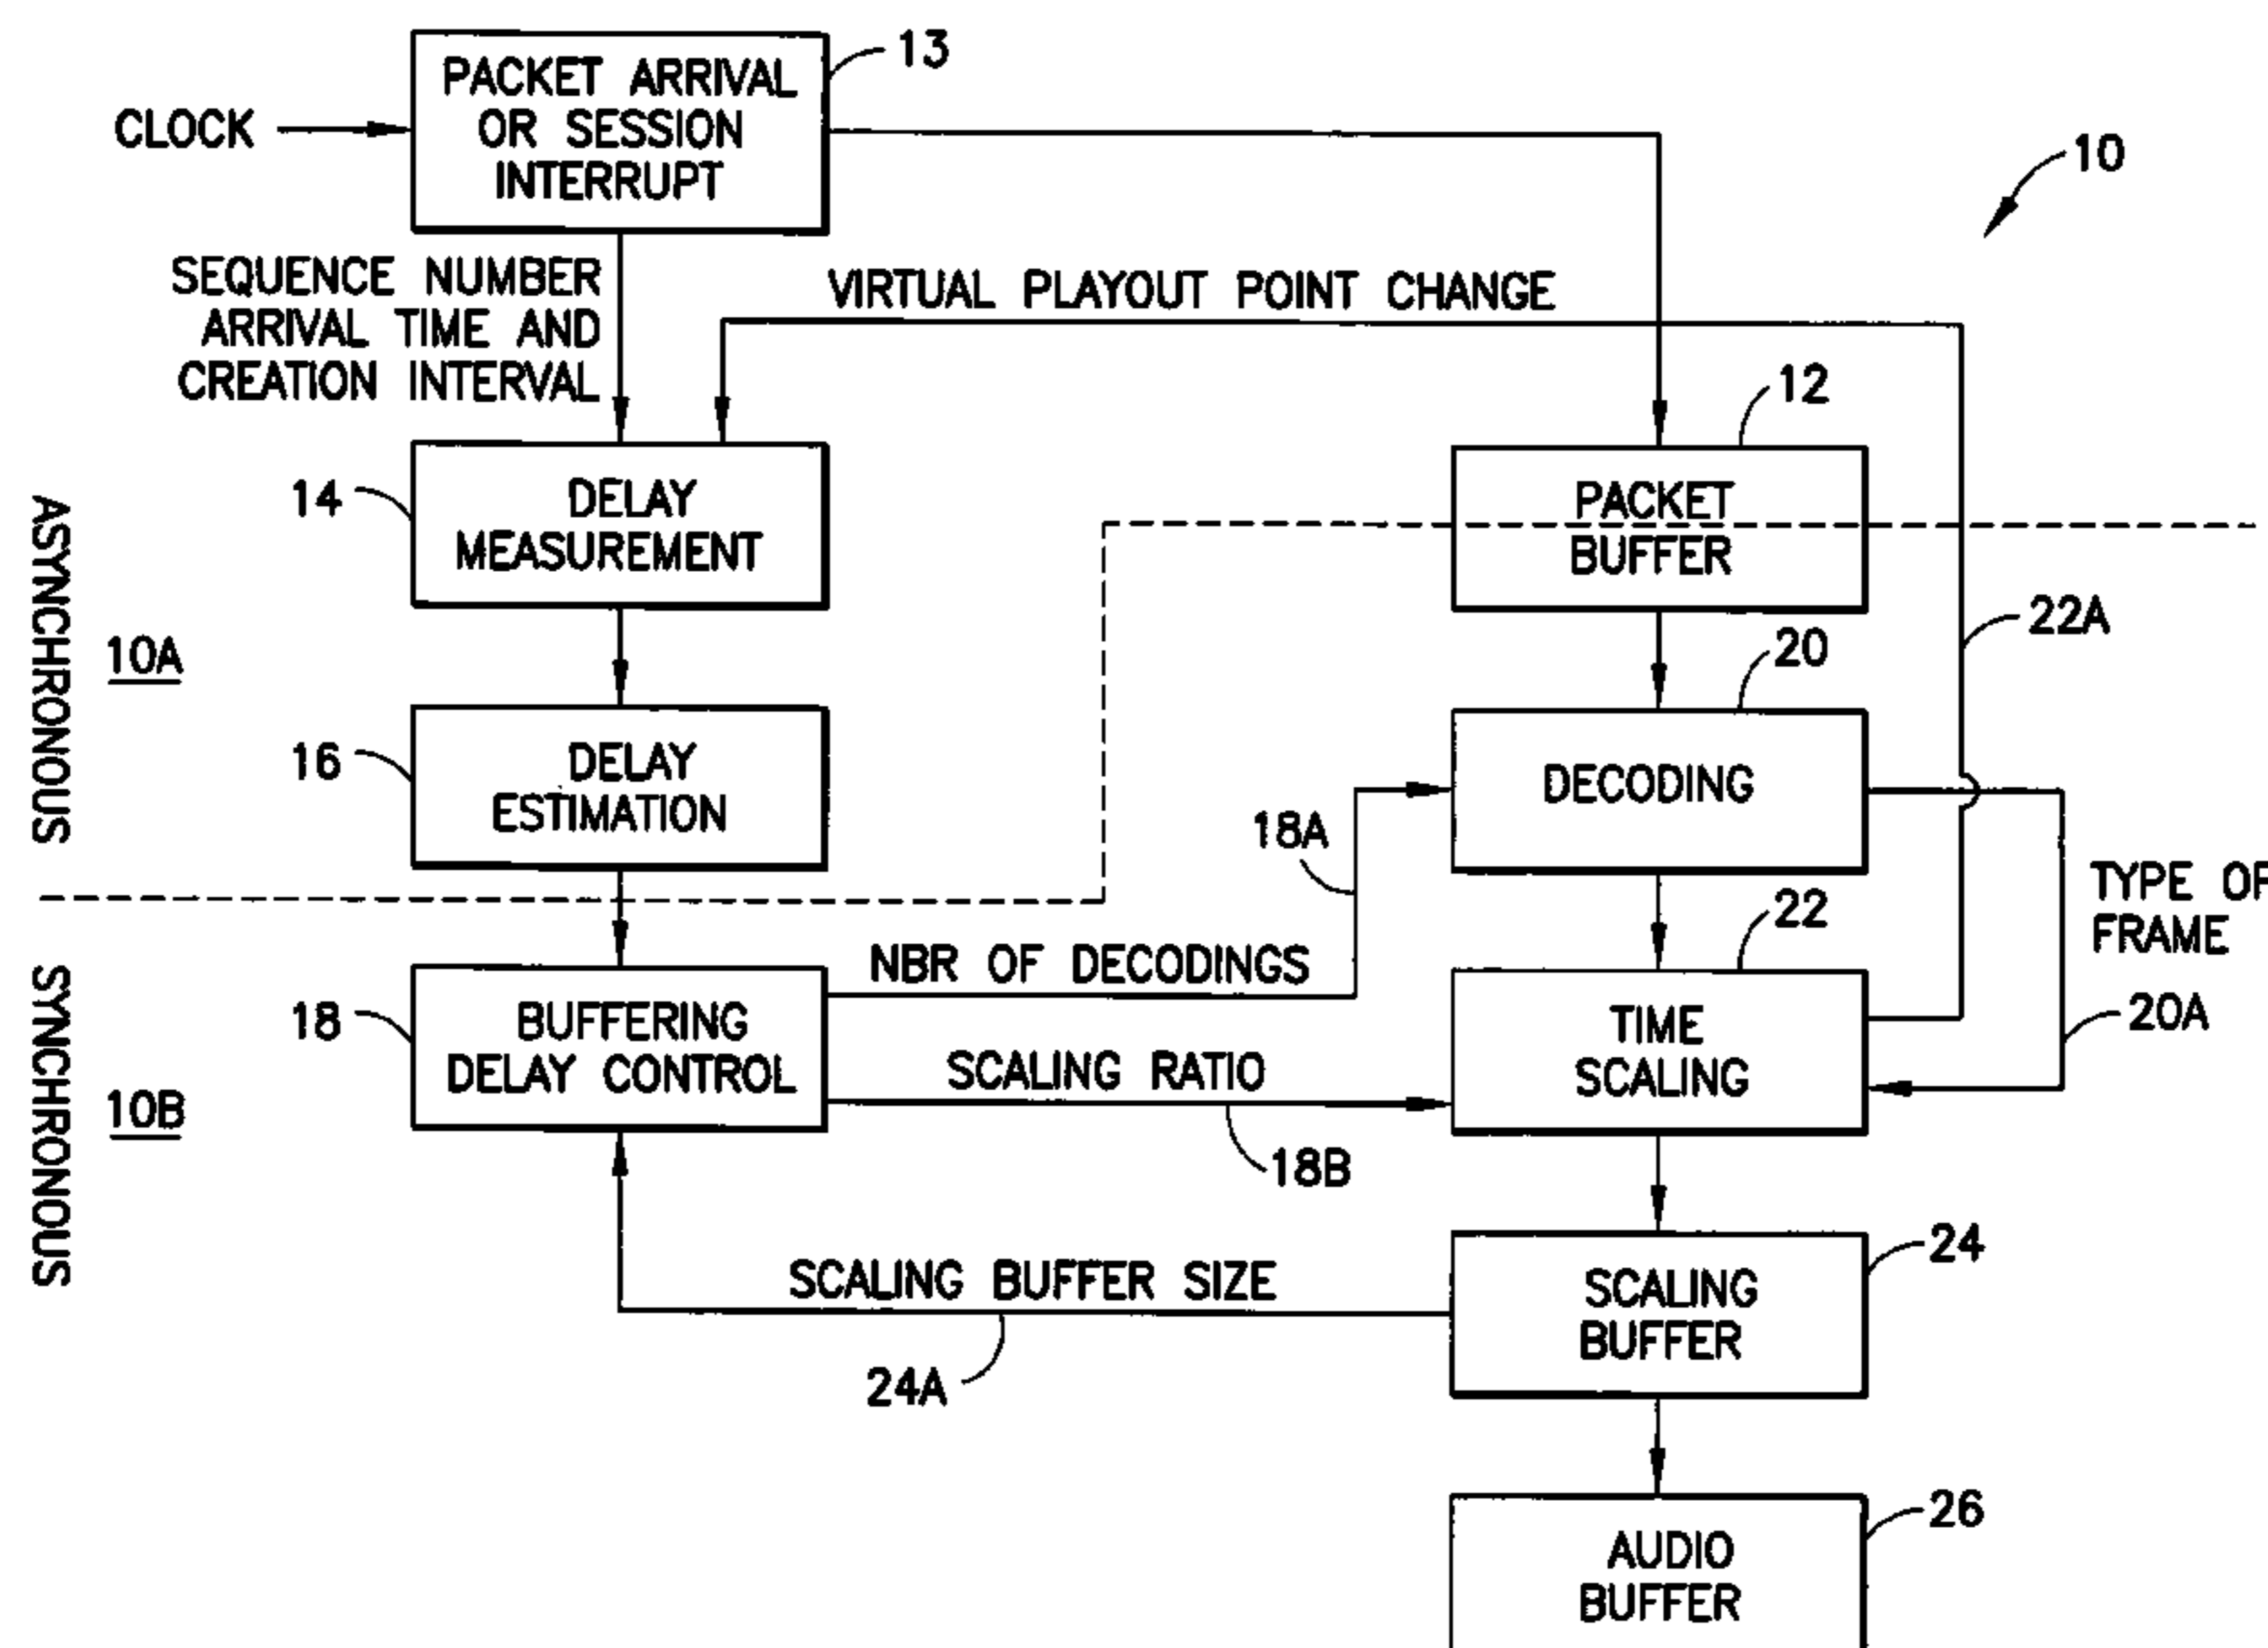 PACKET ARRIVAL
OR SESSION
INTERRUPT
13
CLOCK
10
SEQUENCE NUMBER
ARRIVAL TIME AND
CREATION INTERVAL
VIRTUAL PLAYOUT POINT CHANGE
12
14
DELAY
MEASUREMENT
PACKET
BUFFER
ASYNCHRONOUS
10A
22A
20
16
DELAY
ESTIMATION
DECODING
18A
TYPE OF
FRAME
22
NBR OF DECODINGS
SYNCHRONOUS
18
BUFFERING
DELAY CONTROL
TIME
SCALING
20A
SCALING RATIO
10B
18B
24
SCALING BUFFER SIZE
SCALING
BUFFER
24A
26
AUDIO
BUFFER